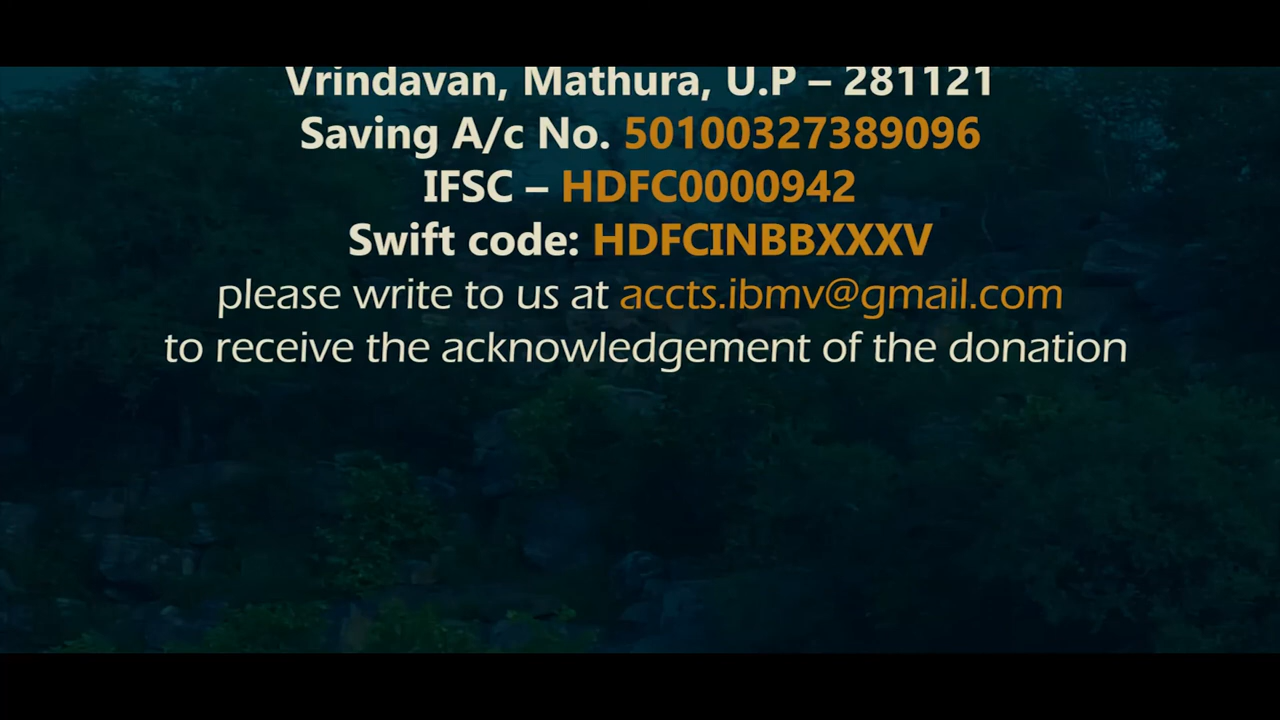 Vrindavan, Mathura, U.P – 281121
Saving A/c No. 50100327389096
IFSC – HDFC0000942
Swift code: HDFCINBBXXXV
please write to us at accts.ibmv@gmail.com
to receive the acknowledgement of the donation